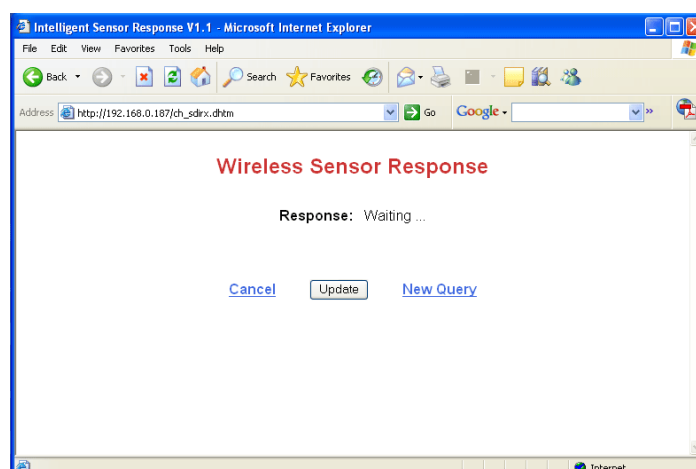 Intelligent Sensor Response V1.1 - Microsoft Internet Explorer
File Edit View Favorites Tools Help
Back Search Favorites
Address http://192.168.0.187/ch_sdirx.dhtm Go Google »
Wireless Sensor Response
Response: Waiting ...
Cancel Update New Query
Internet